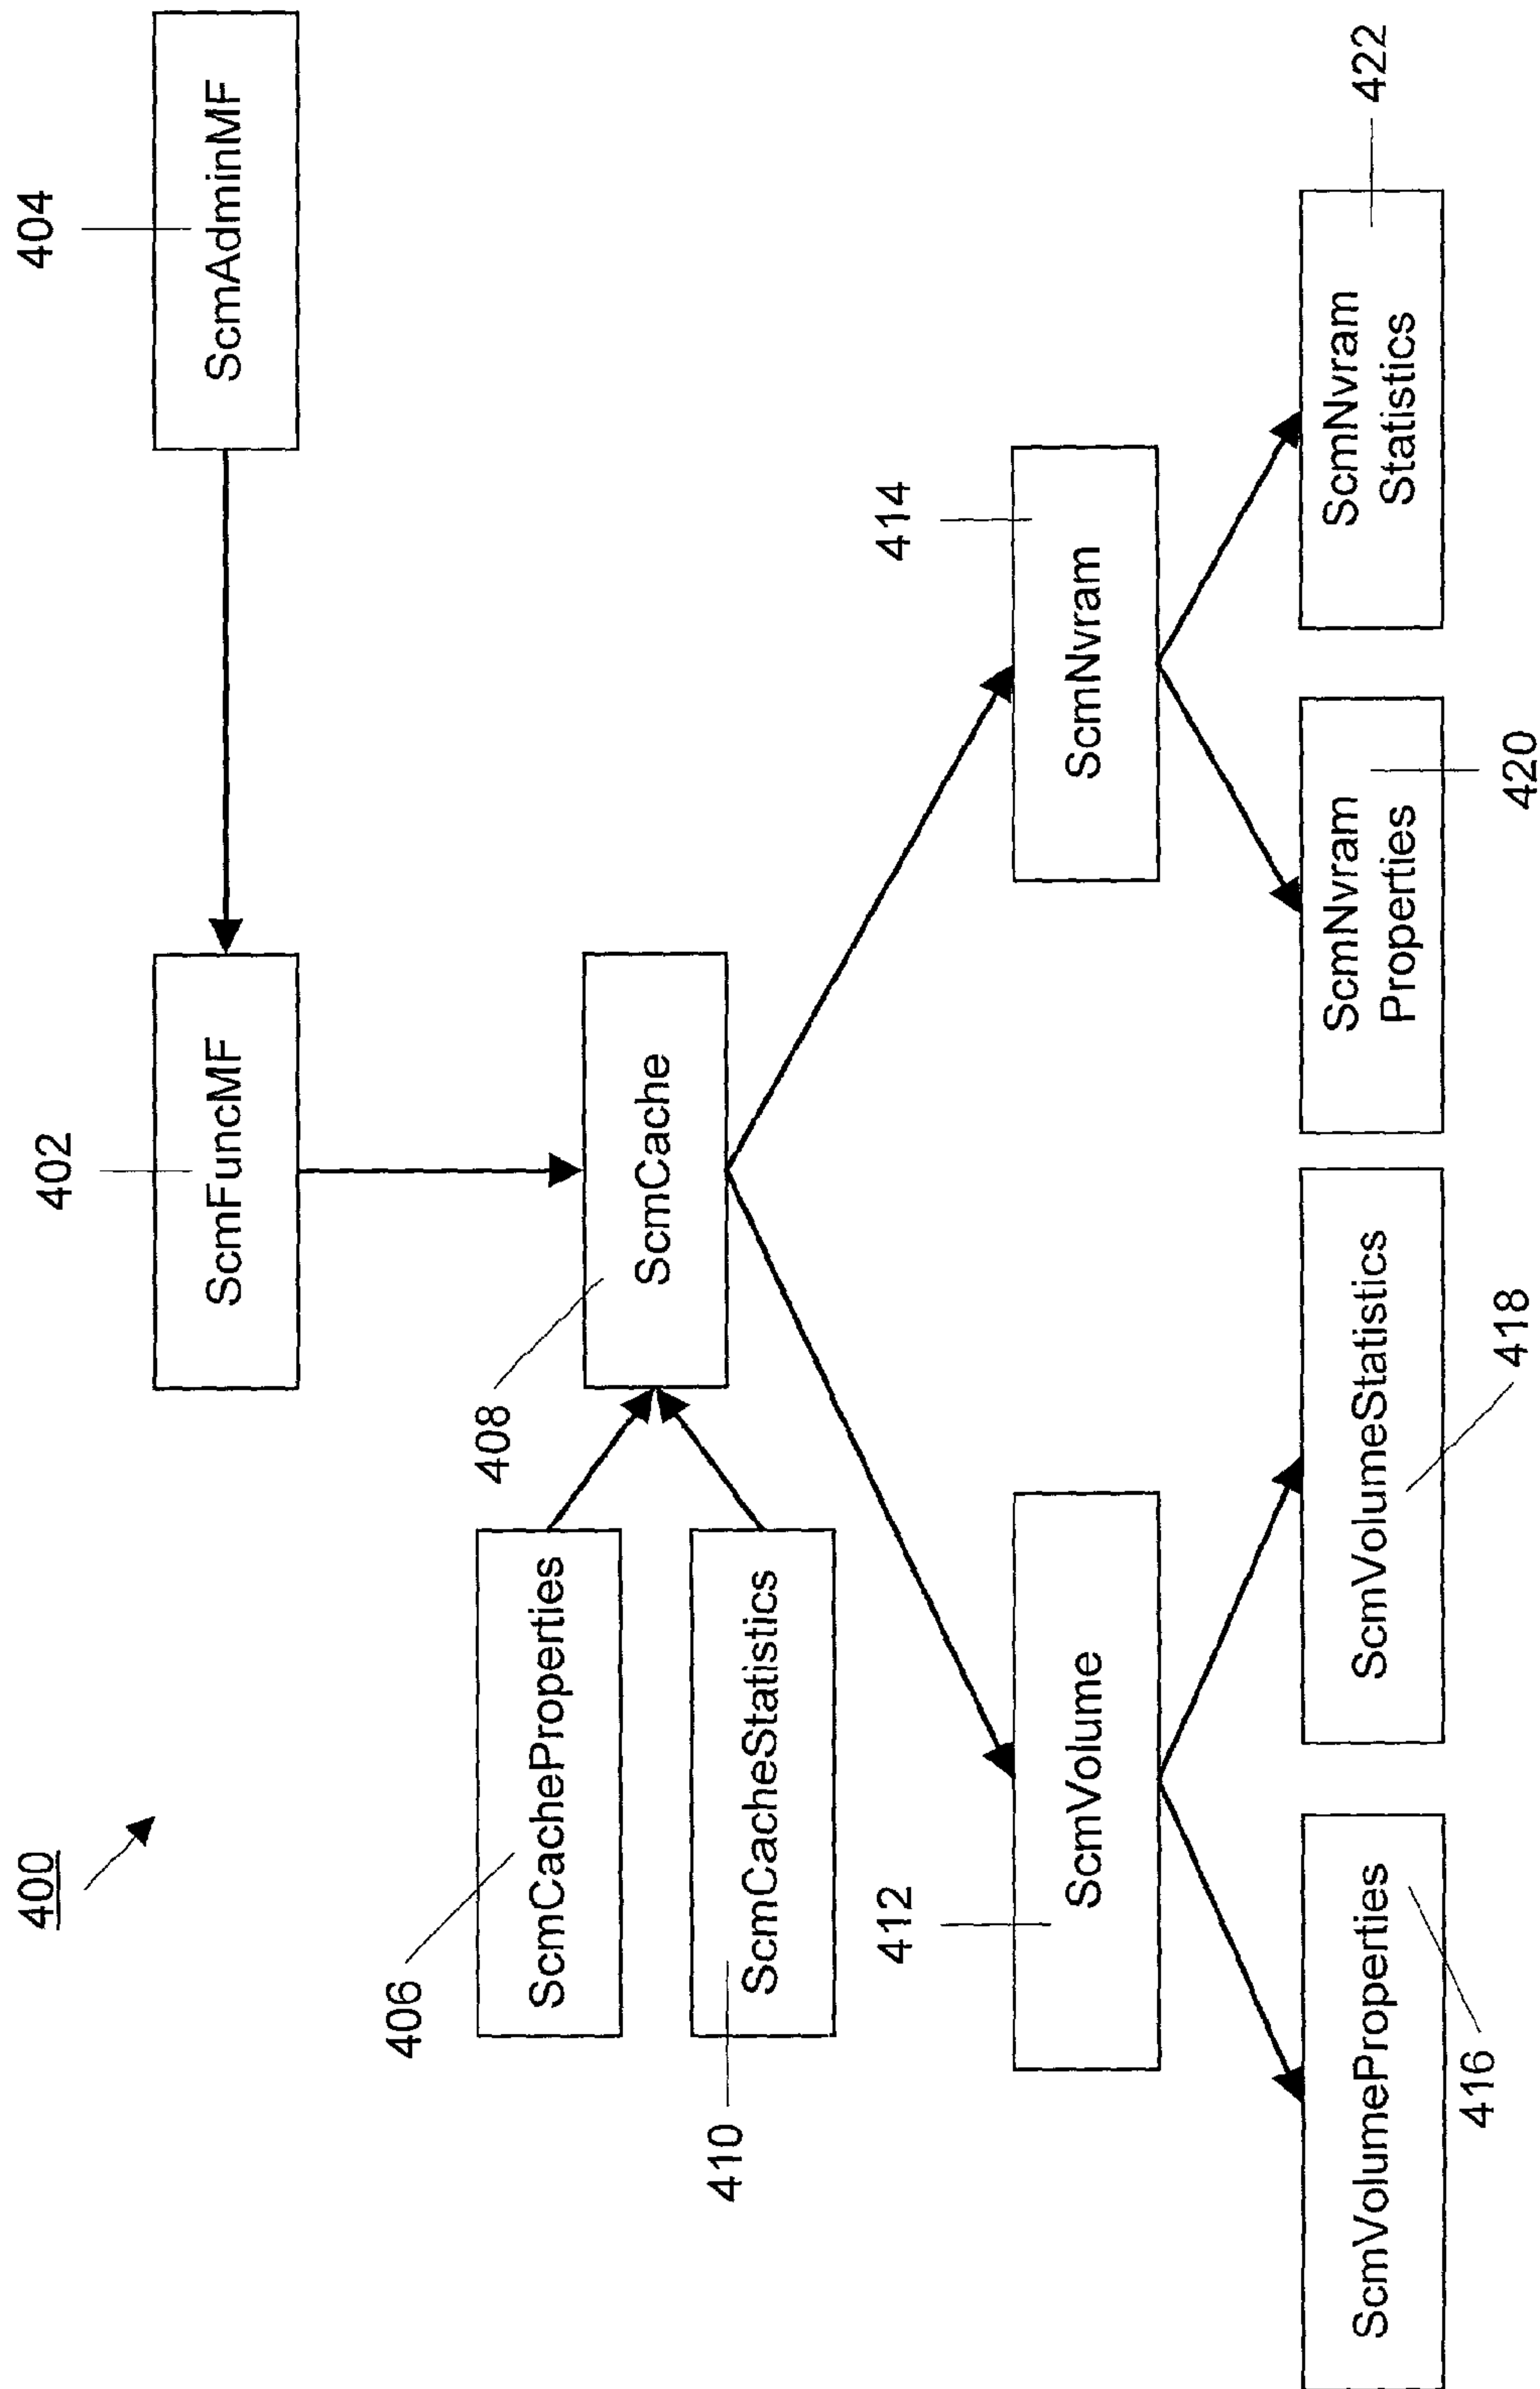 400
402
404
ScmFuncMF
ScmAdminMF
406
ScmCacheProperties
408
ScmCache
410
ScmCacheStatistics
412
ScmVolume
414
ScmNvram
ScmVolumeProperties
ScmVolumeStatistics
ScmNvram
Properties
ScmNvram
Statistics
416
418
420
422